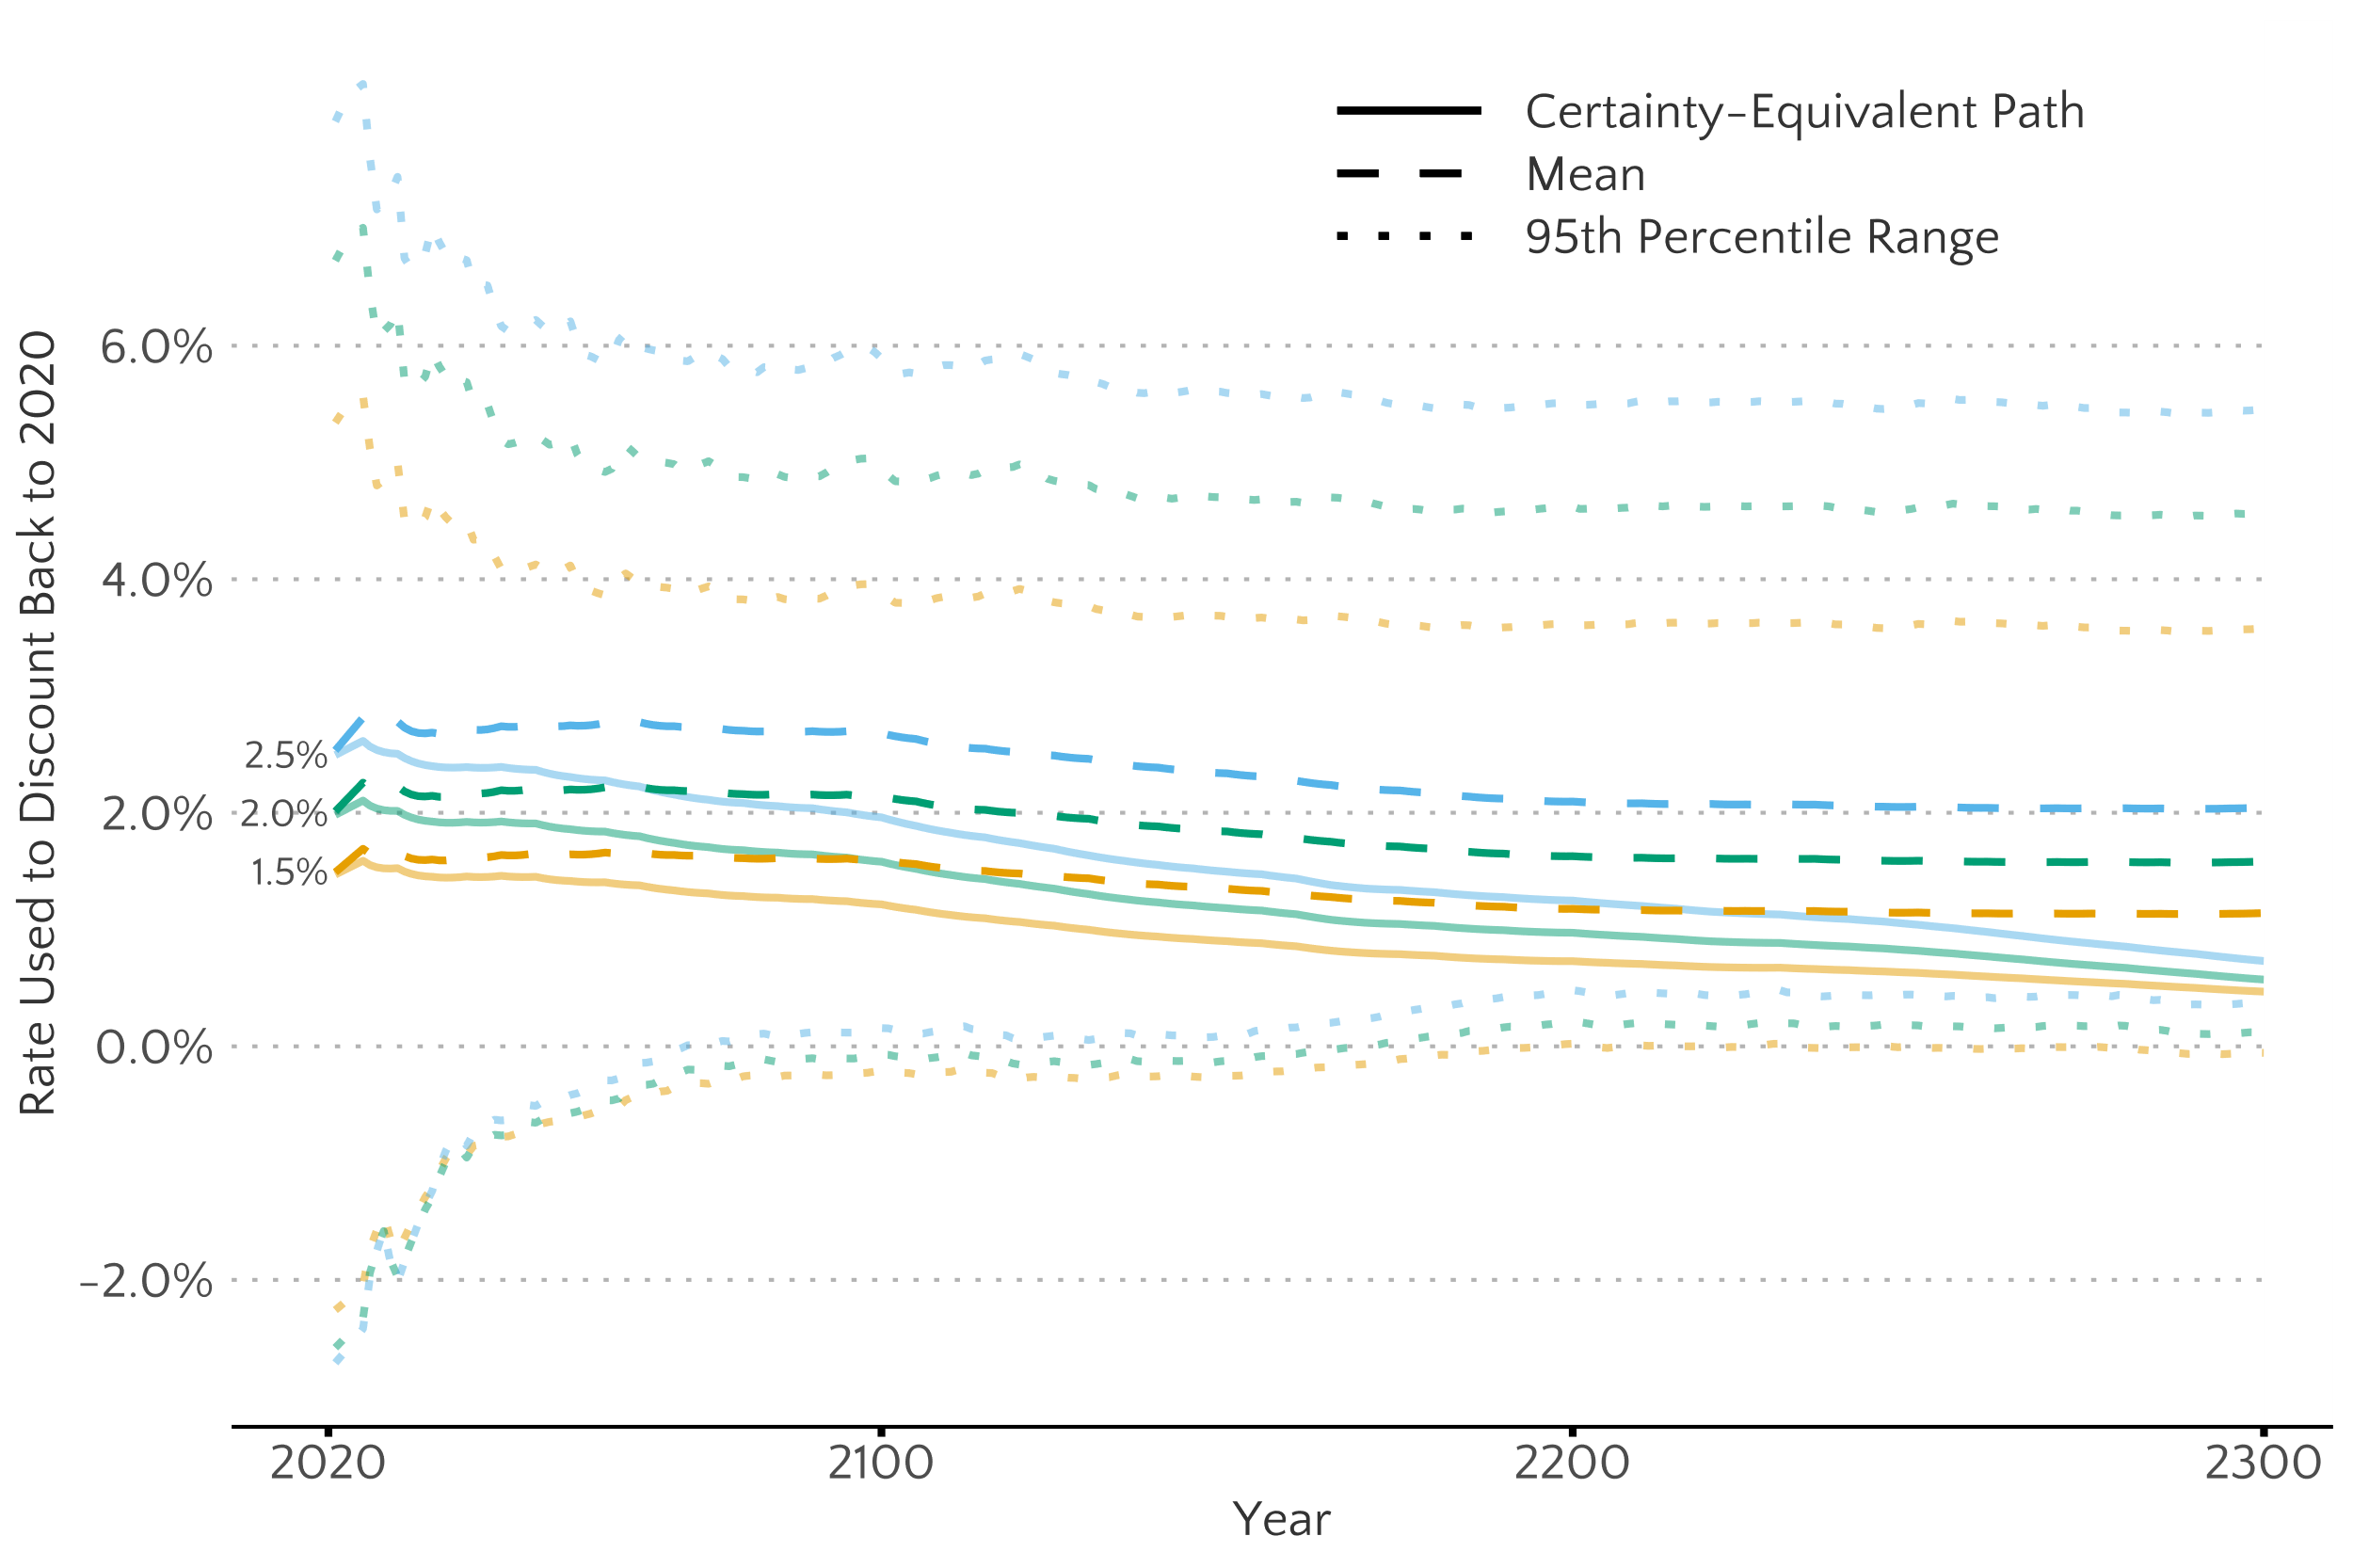 Certainty-Equivalent Path
Mean
95th Percentile Range
Rate Used to Discount Back to 2020
6.0%
4.0%
2.0%
0.0%
-2.0%
2.5%
2.0%
1.5%
2020
2100
2200
2300
Year